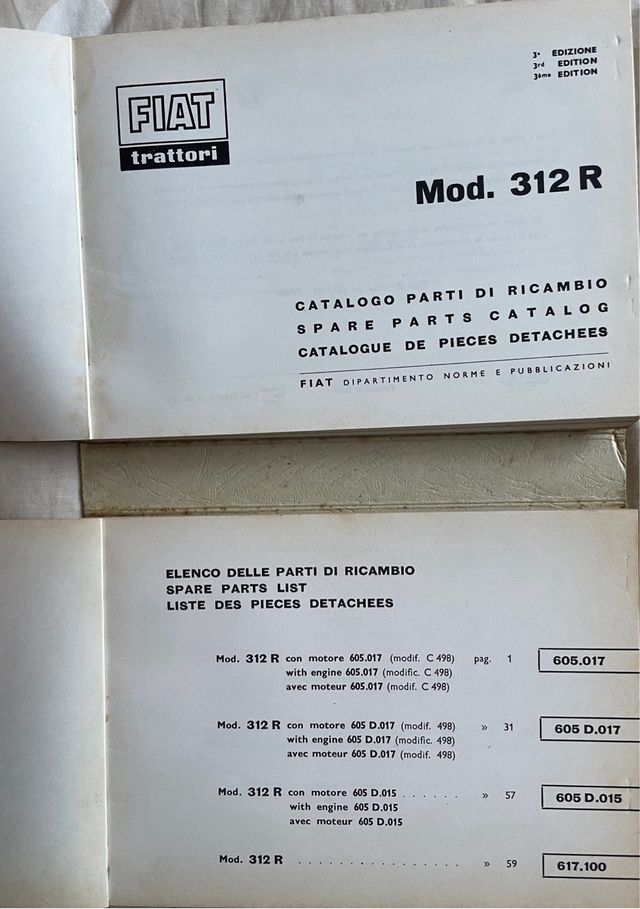 FIAT
trattori
3ª EDIZIONE
3rd EDITION
3ème EDITION
Mod. 312 R
CATALOGO PARTI DI RICAMBIO
SPARE PARTS CATALOG
CATALOGUE DE PIECES DETACHEES
FIAT DIPARTIMENTO NORME E PUBBLICAZIONI
ELENCO DELLE PARTI DI RICAMBIO
SPARE PARTS LIST
LISTE DES PIECES DETACHEES
Mod. 312 R con motore 605.017 (modif. C 498) pag. 1 605.017
with engine 605.017 (modific. C 498)
avec moteur 605.017 (modif. C 498)
Mod. 312 R con motore 605 D.017 (modif. 498) » 31 605 D.017
with engine 605 D.017 (modific. 498)
avec moteur 605 D.017 (modif. 498)
Mod. 312 R con motore 605 D.015 . . . . . . » 57 605 D.015
with engine 605 D.015
avec moteur 605 D.015
Mod. 312 R . . . . . . . . . . . . . . . . » 59 617.100